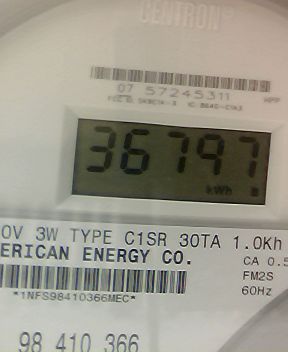 CENTRON®
07 57245311
36797
kWh
0V 3W TYPE C1SR 30TA 1.0Kh
ERICAN ENERGY CO.
CA 0.5
FM2S
*1NFS98410366MEC*
60Hz
98 410 366